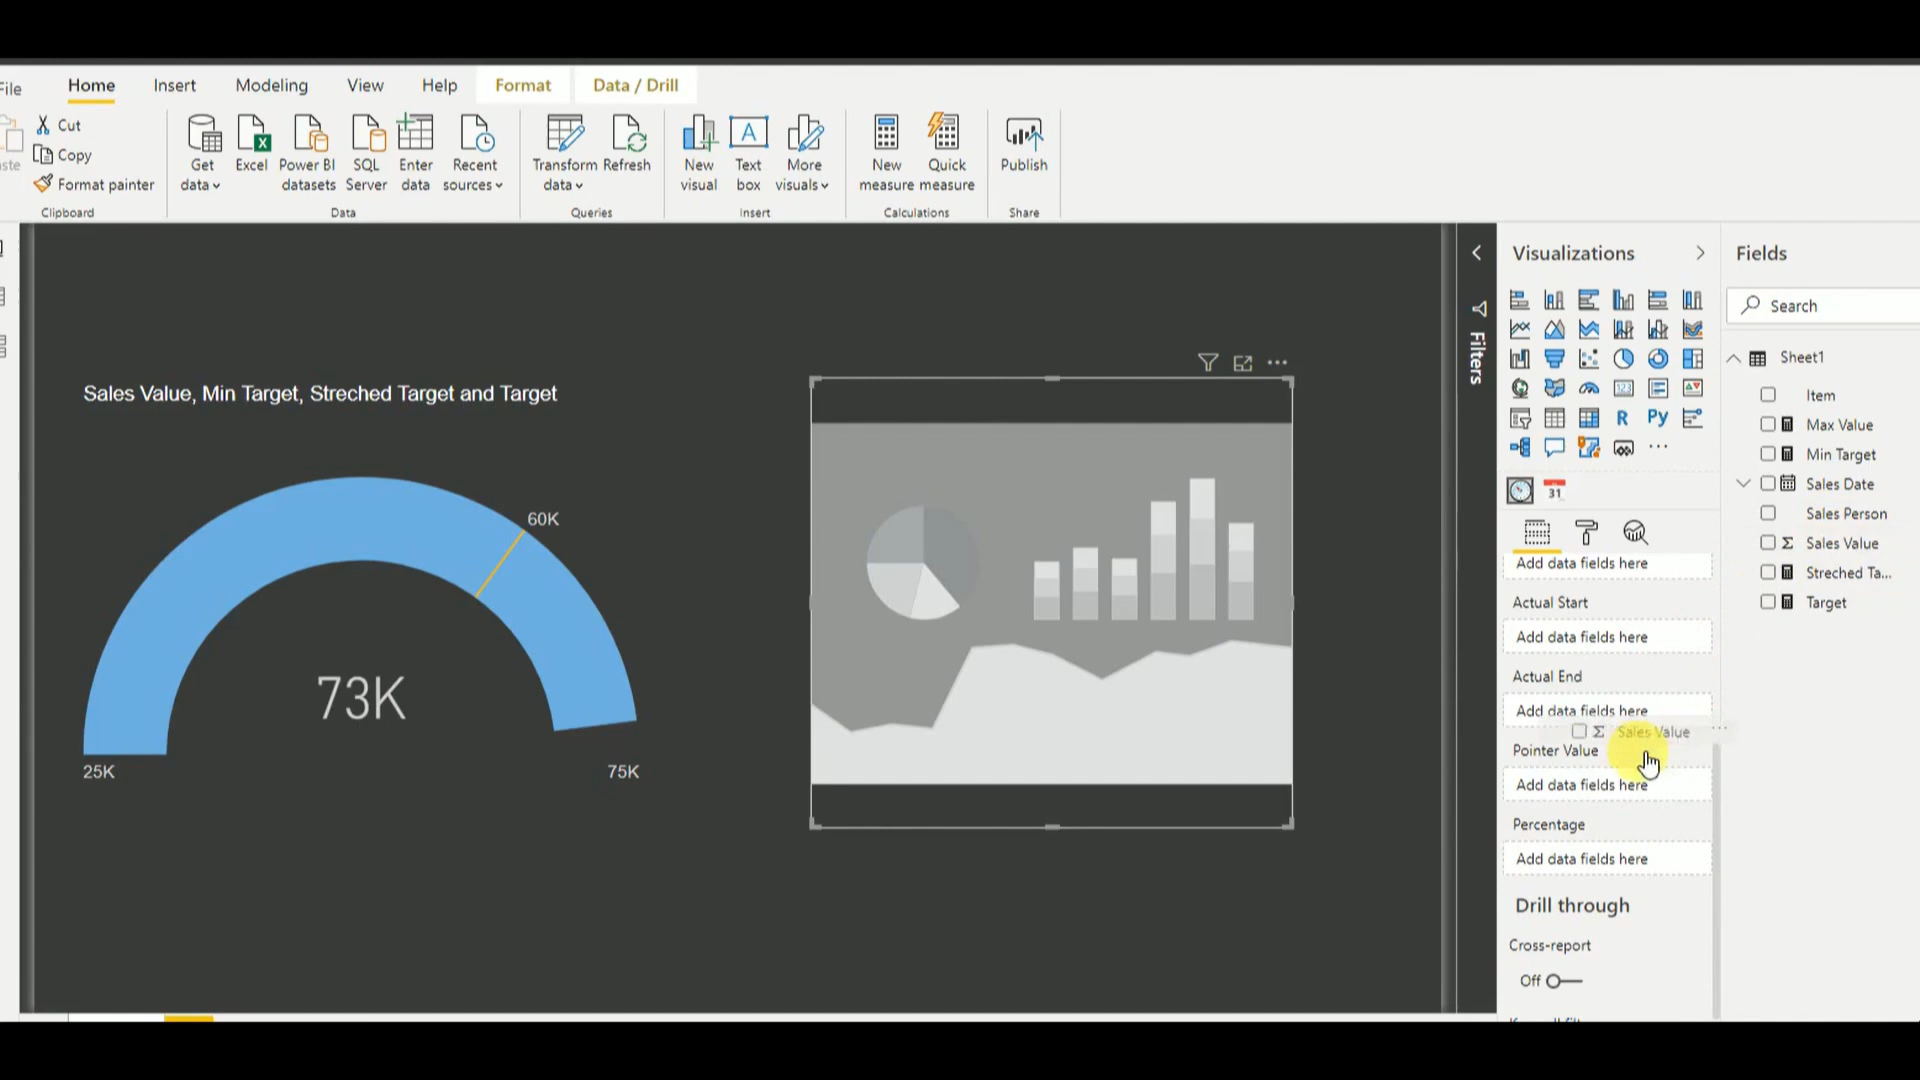 File
Home
Insert
Modeling
View
Help
Format
Data / Drill
Cut
Copy
Format painter
Clipboard
Get data
Excel
Power BI datasets
SQL Server
Enter data
Recent sources
Data
Transform data
Refresh
Queries
New visual
A
Text box
More visuals
Insert
New measure
Quick measure
Calculations
Publish
Share
Sales Value, Min Target, Streched Target and Target
60K
73K
25K
75K
Filters
Visualizations
123
R
Py
31
Add data fields here
Actual Start
Add data fields here
Actual End
Add data fields here
Σ Sales Value
Pointer Value
Add data fields here
Percentage
Add data fields here
Drill through
Cross-report
Off
Fields
Search
Sheet1
Item
Max Value
Min Target
Sales Date
Sales Person
Σ Sales Value
Streched Ta...
Target